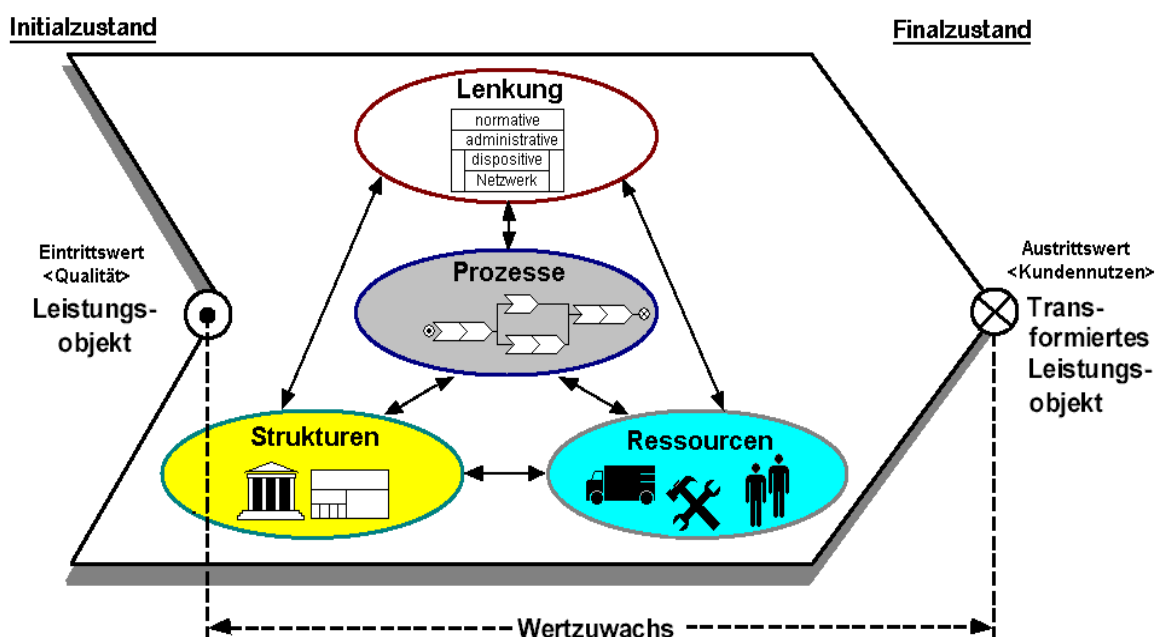 Initialzustand
Finalzustand
Lenkung
normative
administrative
dispositive
Netzwerk
Eintrittswert
<Qualität>
Leistungs-
objekt
Prozesse
Austrittswert
<Kundennutzen>
Trans-
formiertes
Leistungs-
objekt
Strukturen
Ressourcen
Wertzuwachs